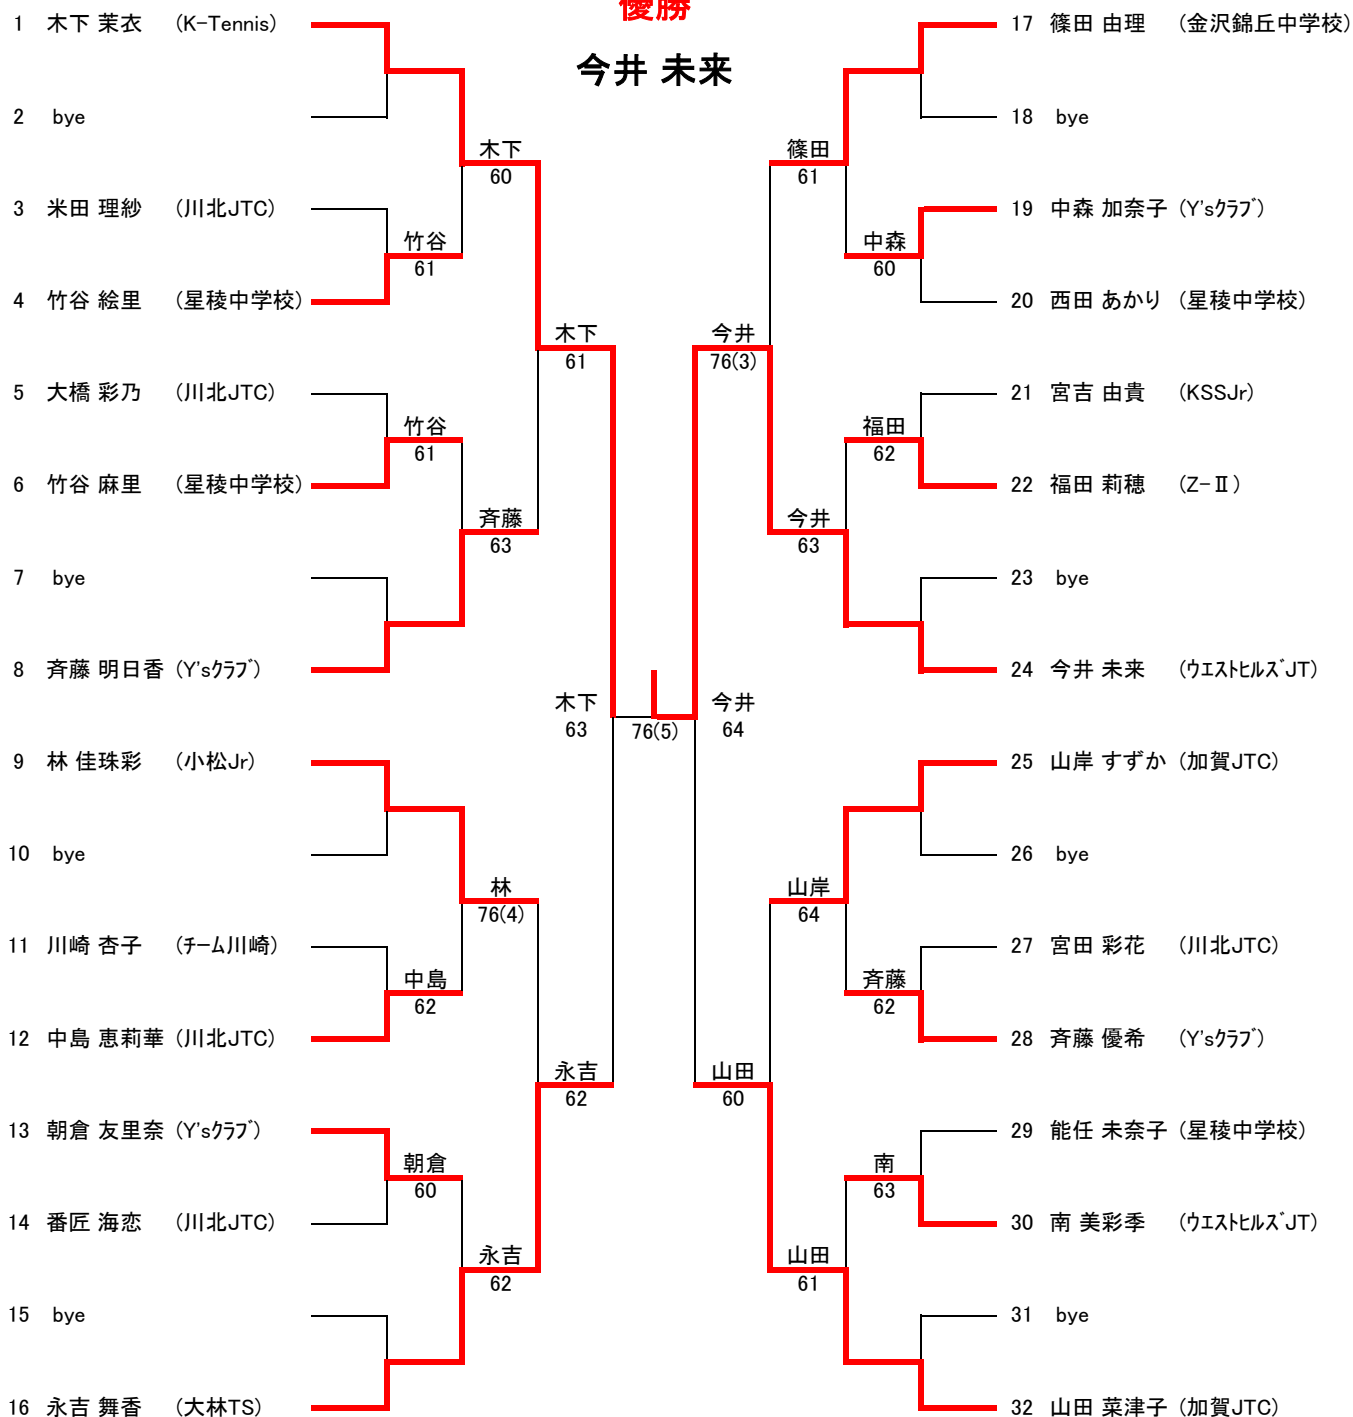 優勝
今井 未来
1 木下 茉衣 (K-Tennis)
2 bye
木下
60
3 米田 理紗 (川北JTC)
竹谷
61
4 竹谷 絵里 (星稜中学校)
木下
61
5 大橋 彩乃 (川北JTC)
竹谷
61
6 竹谷 麻里 (星稜中学校)
斉藤
63
7 bye
8 斉藤 明日香 (Y'sクラブ)
木下
63
9 林 佳珠彩 (小松Jr)
10 bye
林
76(4)
11 川崎 杏子 (チーム川崎)
中島
62
12 中島 恵莉華 (川北JTC)
永吉
62
13 朝倉 友里奈 (Y'sクラブ)
朝倉
60
14 番匠 海恋 (川北JTC)
永吉
62
15 bye
16 永吉 舞香 (大林TS)
76(5)
17 篠田 由理 (金沢錦丘中学校)
18 bye
篠田
61
19 中森 加奈子 (Y'sクラブ)
中森
60
20 西田 あかり (星稜中学校)
今井
76(3)
21 宮吉 由貴 (KSSJr)
福田
62
22 福田 莉穂 (Z-Ⅱ)
今井
63
23 bye
24 今井 未来 (ウエストヒルズJT)
今井
64
25 山岸 すずか (加賀JTC)
26 bye
山岸
64
27 宮田 彩花 (川北JTC)
斉藤
62
28 斉藤 優希 (Y'sクラブ)
山田
60
29 能任 未奈子 (星稜中学校)
南
63
30 南 美彩季 (ウエストヒルズJT)
山田
61
31 bye
32 山田 菜津子 (加賀JTC)